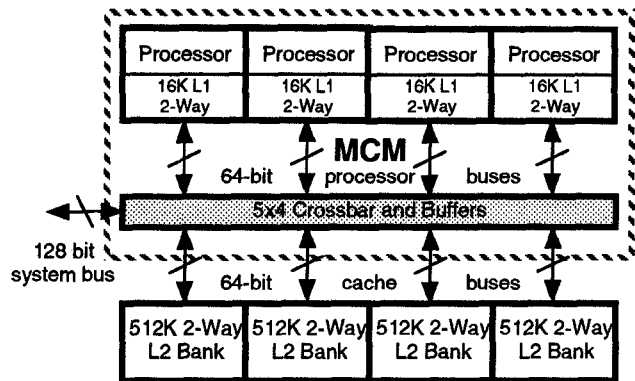 Processor Processor Processor Processor
16K L1 16K L1 16K L1 16K L1
2-Way 2-Way 2-Way 2-Way
MCM
64-bit processor buses
5x4 Crossbar and Buffers
128 bit
system bus
64-bit cache buses
512K 2-Way 512K 2-Way 512K 2-Way 512K 2-Way
L2 Bank L2 Bank L2 Bank L2 Bank